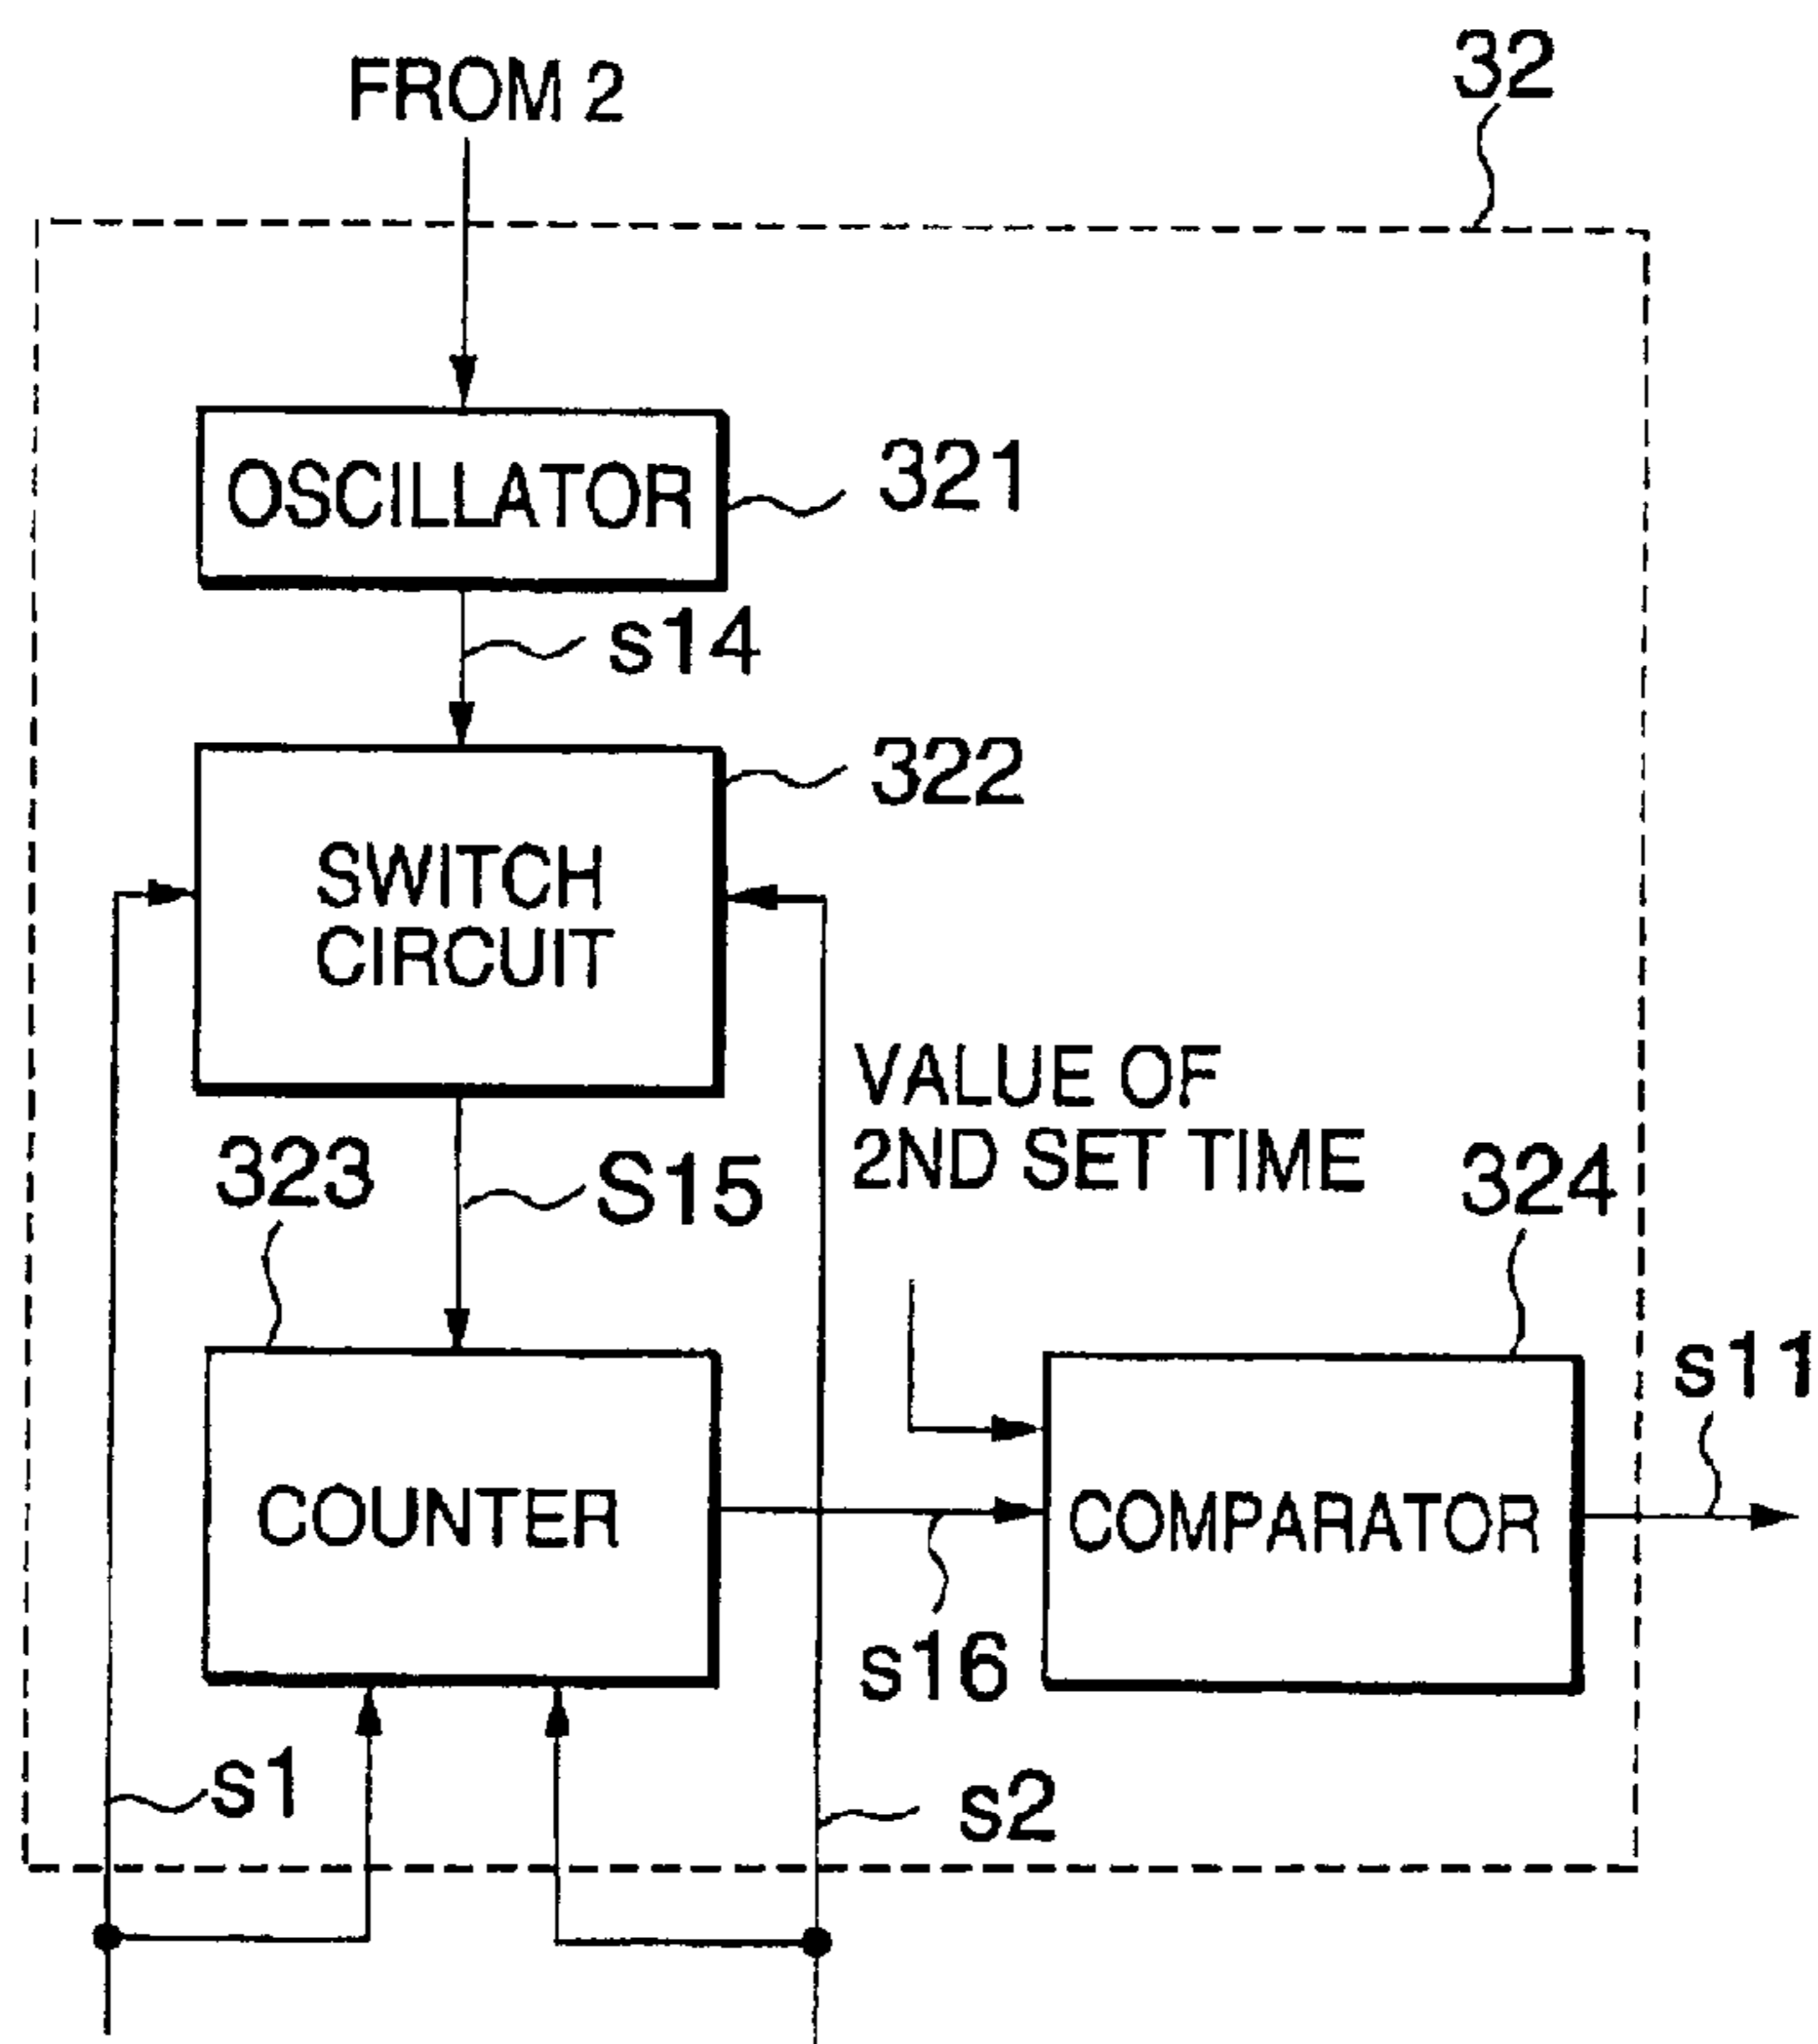 FROM 2
32
OSCILLATOR
321
s14
322
SWITCH
CIRCUIT
VALUE OF
2ND SET TIME
323
S15
324
s11
COUNTER
COMPARATOR
s16
s1
s2